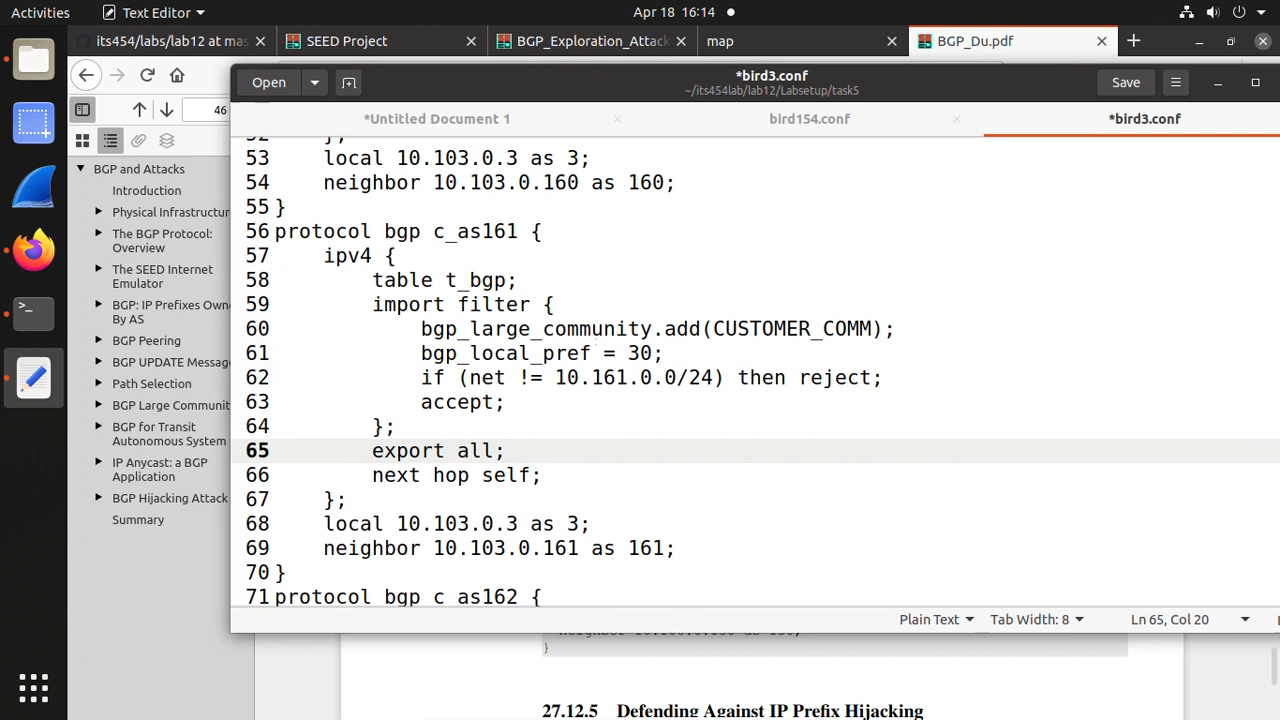 Activities
Text Editor
Apr 18 16:14
its454/labs/lab12 at mas
SEED Project
BGP_Exploration_Attack
map
BGP_Du.pdf
Open
*bird3.conf
~/its454lab/lab12/Labsetup/task5
Save
46
*Untitled Document 1
bird154.conf
*bird3.conf
BGP and Attacks
Introduction
Physical Infrastructur
The BGP Protocol:
Overview
The SEED Internet
Emulator
BGP: IP Prefixes Own
By AS
BGP Peering
BGP UPDATE Message
Path Selection
BGP Large Communit
BGP for Transit
Autonomous System
IP Anycast: a BGP
Application
BGP Hijacking Attack
Summary
52 };
53 local 10.103.0.3 as 3;
54 neighbor 10.103.0.160 as 160;
55 }
56 protocol bgp c_as161 {
57 ipv4 {
58 table t_bgp;
59 import filter {
60 bgp_large_community.add(CUSTOMER_COMM);
61 bgp_local_pref = 30;
62 if (net != 10.161.0.0/24) then reject;
63 accept;
64 };
65 export all;
66 next hop self;
67 };
68 local 10.103.0.3 as 3;
69 neighbor 10.103.0.161 as 161;
70 }
71 protocol bgp c_as162 {
Plain Text
Tab Width: 8
Ln 65, Col 20
}
27.12.5 Defending Against IP Prefix Hijacking